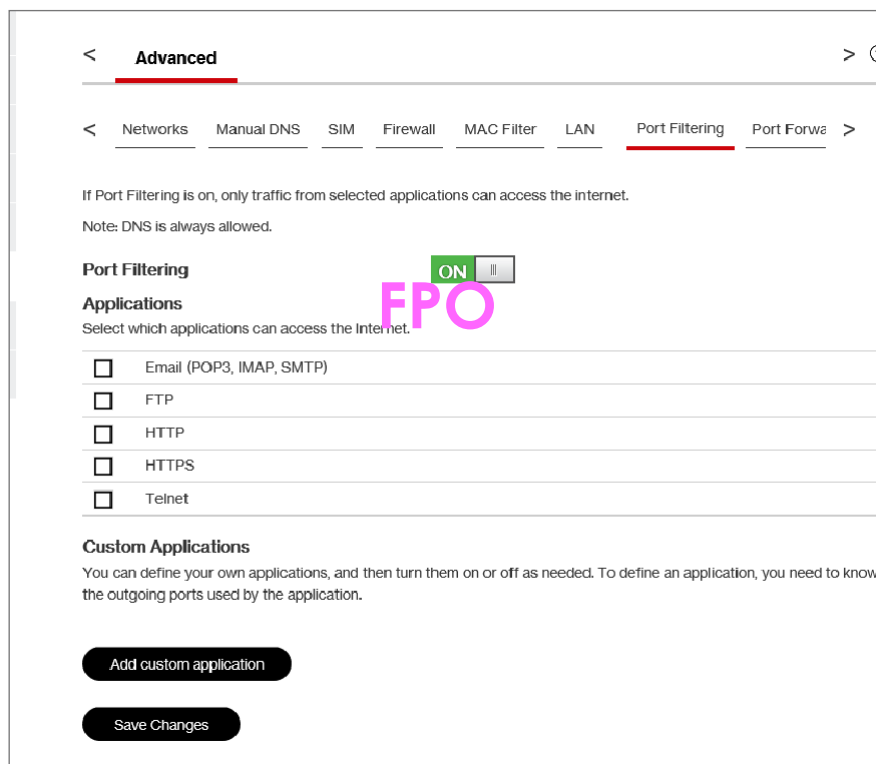 < Advanced >
< Networks Manual DNS SIM Firewall MAC Filter LAN Port Filtering Port Forwa >
If Port Filtering is on, only traffic from selected applications can access the internet.
Note: DNS is always allowed.
Port Filtering ON
FPO
Applications
Select which applications can access the Internet.
Email (POP3, IMAP, SMTP)
FTP
HTTP
HTTPS
Telnet
Custom Applications
You can define your own applications, and then turn them on or off as needed. To define an application, you need to know
the outgoing ports used by the application.
Add custom application
Save Changes